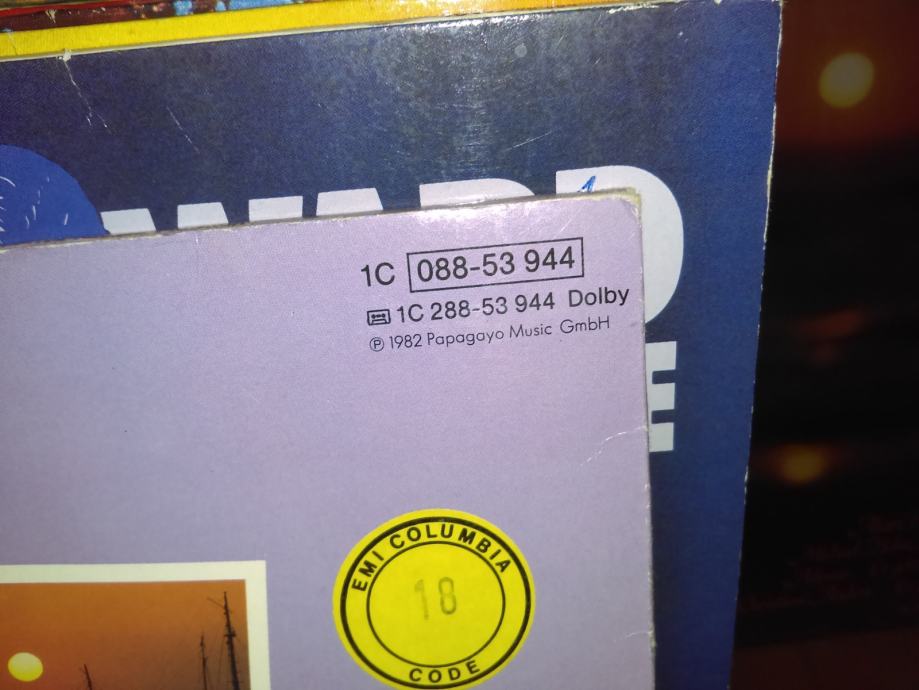 1C 088-53 944
1C 288-53 944 Dolby
Ⓟ 1982 Papagayo Music GmbH
EMI COLUMBIA
18
CODE